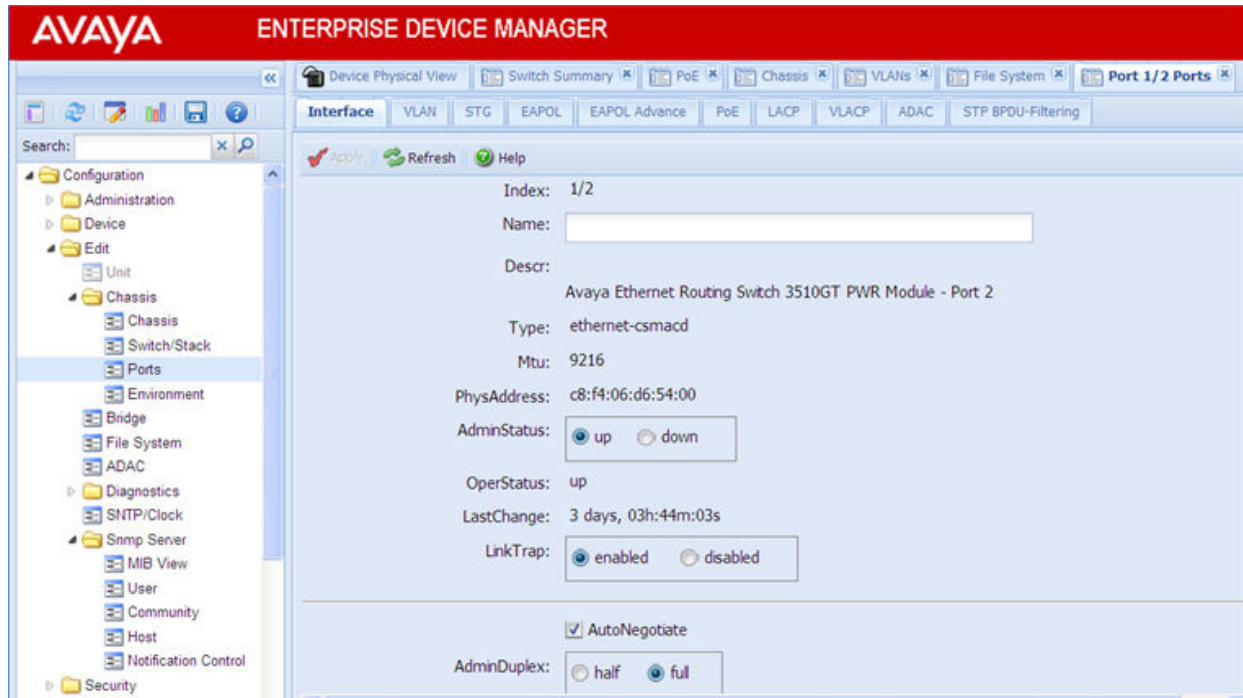 AVAYA ENTERPRISE DEVICE MANAGER
Device Physical View Switch Summary PoE Chassis VLANs File System Port 1/2 Ports
Interface VLAN STG EAPOL EAPOL Advance PoE LACP VLACP ADAC STP BPDU-Filtering
Search:
Configuration
Administration
Device
Edit
Unit
Chassis
Chassis
Switch/Stack
Ports
Environment
Bridge
File System
ADAC
Diagnostics
SNTP/Clock
Snmp Server
MIB View
User
Community
Host
Notification Control
Security
Apply Refresh Help
Index: 1/2
Name:
Descr:
Avaya Ethernet Routing Switch 3510GT PWR Module - Port 2
Type: ethernet-csmacd
Mtu: 9216
PhysAddress: c8:f4:06:d6:54:00
AdminStatus: up down
OperStatus: up
LastChange: 3 days, 03h:44m:03s
LinkTrap: enabled disabled
AutoNegotiate
AdminDuplex: half full